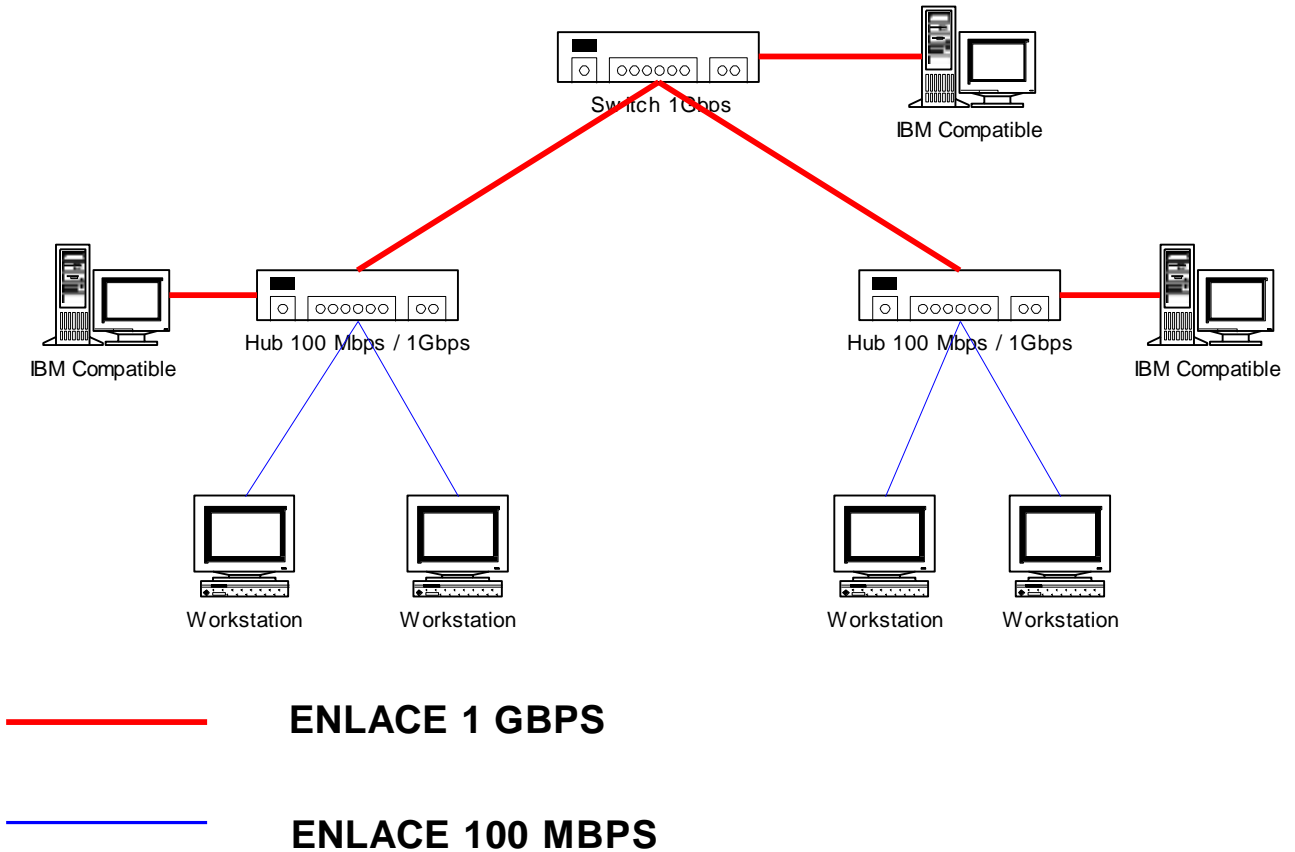 Switch 1Gbps
IBM Compatible
Hub 100 Mbps / 1Gbps
Hub 100 Mbps / 1Gbps
IBM Compatible
IBM Compatible
Workstation
Workstation
Workstation
Workstation
ENLACE 1 GBPS
ENLACE 100 MBPS